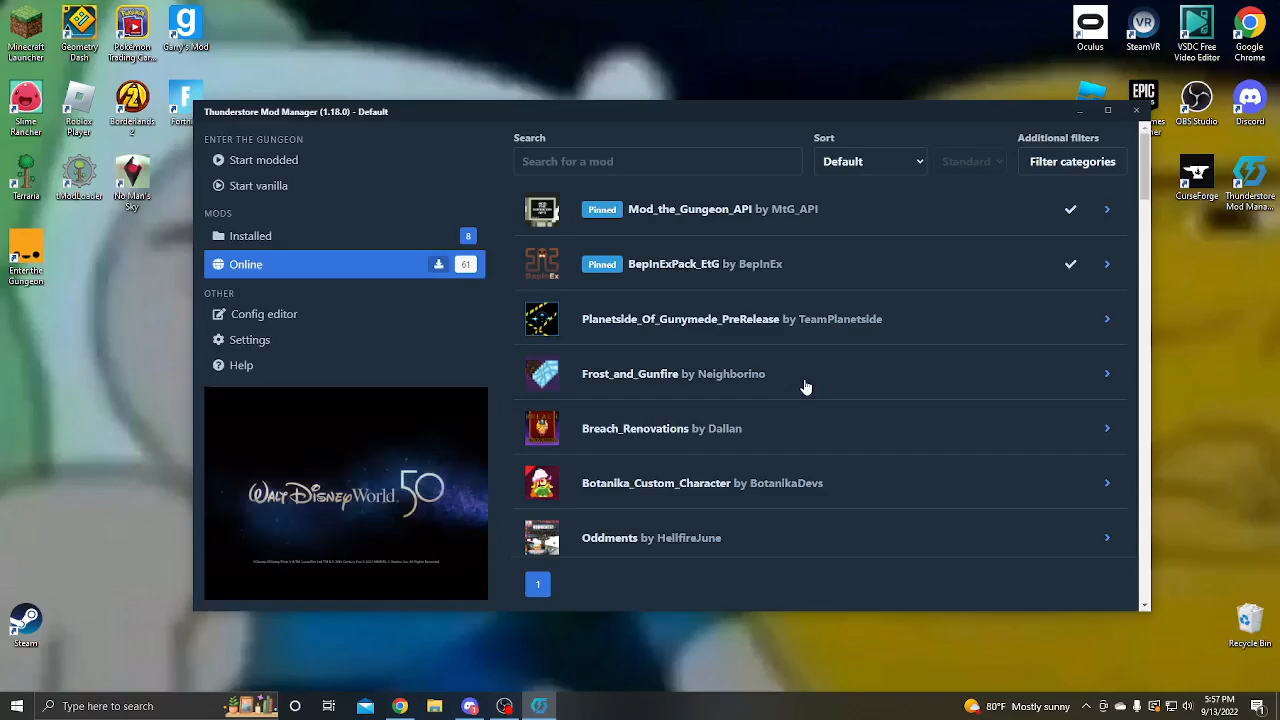 Minecraft Launcher
Geometry Dash
Pokémon Trading Car...
Gany's Mod
Oculus
SteamVR
VSDC Free Video Editor
Google
Slime Rancher
Roblox Player
Borderlands 2
Fortni
EPIC
OBS Studio
Discord
Terraria
tModLoader
No Man's Sky
CurseForge
Thunderstore Mod Mana...
Enter the Gungeon
Steam
Recycle Bin
Thunderstore Mod Manager (1.18.0) - Default
ENTER THE GUNGEON
Start modded
Start vanilla
MODS
Installed 8
Online 61
OTHER
Config editor
Settings
Help
WALT DISNEY WORLD 50
Search
Search for a mod
Sort
Default
Standard
Additional filters
Filter categories
Pinned Mod_the_Gungeon_API by MtG_API
Pinned BepInExPack_EtG by BepInEx
Planetside_Of_Gunymede_PreRelease by TeamPlanetside
Frost_and_Gunfire by Neighborino
Breach_Renovations by Dallan
Botanika_Custom_Character by BotanikaDevs
Oddments by HellfireJune
1
Type here to search
80°F Mostly sunny
5:57 PM
9/13/2022